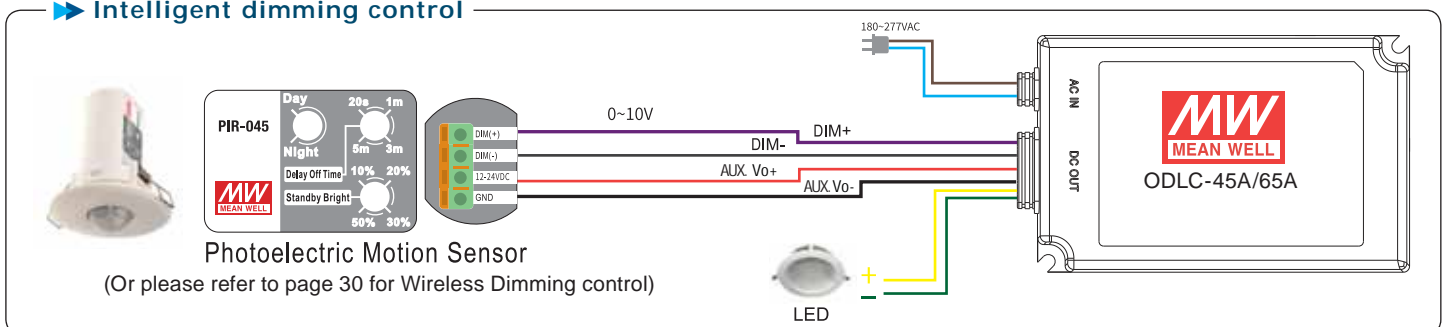 Intelligent dimming control
180~277VAC
PIR-045
Day
Night
20s 1m
5m 3m
Delay Off Time
10% 20%
Standby Bright
50% 30%
MW
MEAN WELL
DIM(+)
DIM(-)
12-24VDC
GND
0~10V
DIM+
DIM-
AUX. Vo+
AUX. Vo-
AC IN
DC OUT
MW
MEAN WELL
ODLC-45A/65A
Photoelectric Motion Sensor
(Or please refer to page 30 for Wireless Dimming control)
+
–
LED